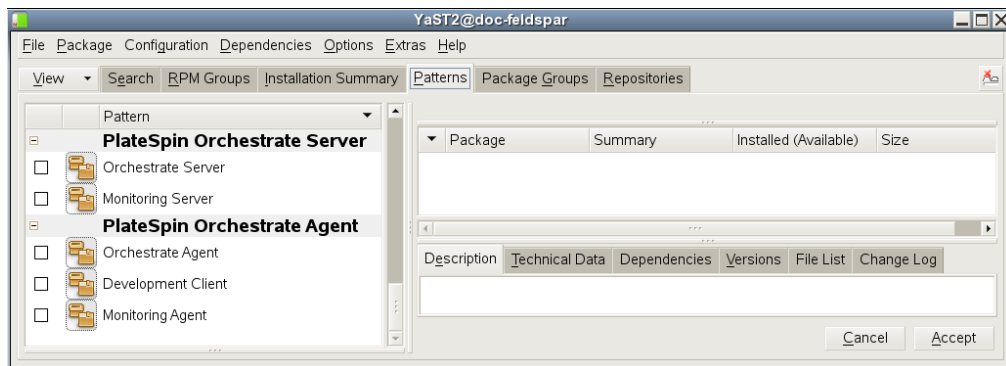 YaST2@doc-feldspar
File Package Configuration Dependencies Options Extras Help
View Search RPM Groups Installation Summary Patterns Package Groups Repositories
Pattern
PlateSpin Orchestrate Server
Orchestrate Server
Monitoring Server
PlateSpin Orchestrate Agent
Orchestrate Agent
Development Client
Monitoring Agent
Package Summary Installed (Available) Size
Description Technical Data Dependencies Versions File List Change Log
Cancel Accept